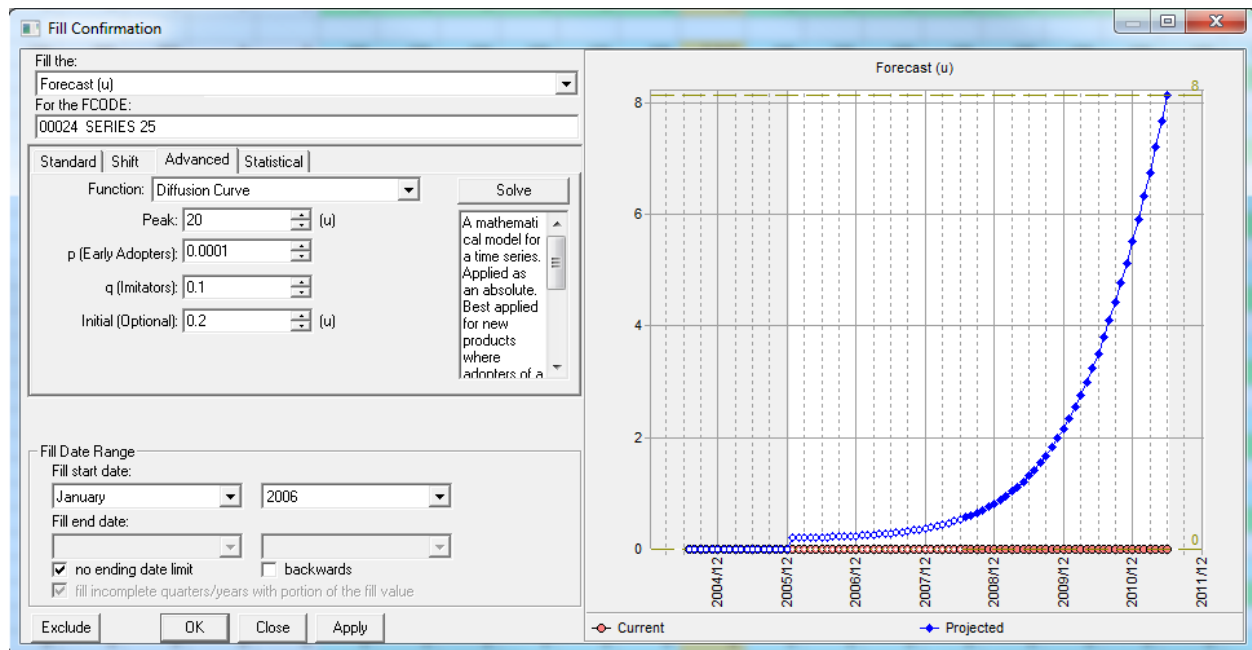 Fill Confirmation
Fill the:
Forecast (u)
For the FCODE:
00024 SERIES 25
Standard Shift Advanced Statistical
Function: Diffusion Curve
Solve
Peak: 20 (u)
p (Early Adopters): 0.0001
q (Imitators): 0.1
Initial (Optional): 0.2 (u)
A mathemati
cal model for
a time series.
Applied as
an absolute.
Best applied
for new
products
where
adopters of a
Fill Date Range
Fill start date:
January 2006
Fill end date:
no ending date limit backwards
fill incomplete quarters/years with portion of the fill value
Exclude OK Close Apply
Forecast (u)
8
8
6
4
2
0
0
2004/12 2005/12 2006/12 2007/12 2008/12 2009/12 2010/12 2011/12
Current Projected